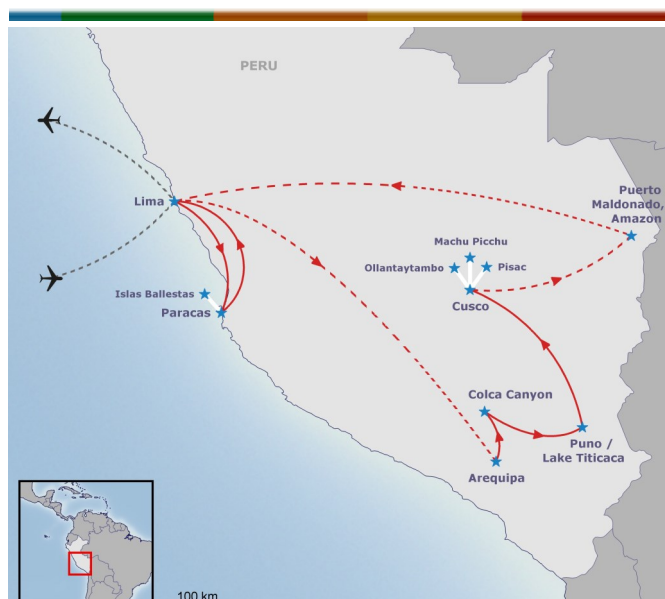 PERU
Lima
Puerto
Maldonado,
Amazon
Machu Picchu
Ollantaytambo
Pisac
Cusco
Islas Ballestas
Paracas
Colca Canyon
Puno /
Lake Titicaca
Arequipa
100 km